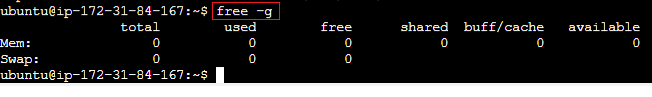 ubuntu@ip-172-31-84-167:~$ free -g
total used free shared buff/cache available
Mem: 0 0 0 0 0 0
Swap: 0 0 0
ubuntu@ip-172-31-84-167:~$